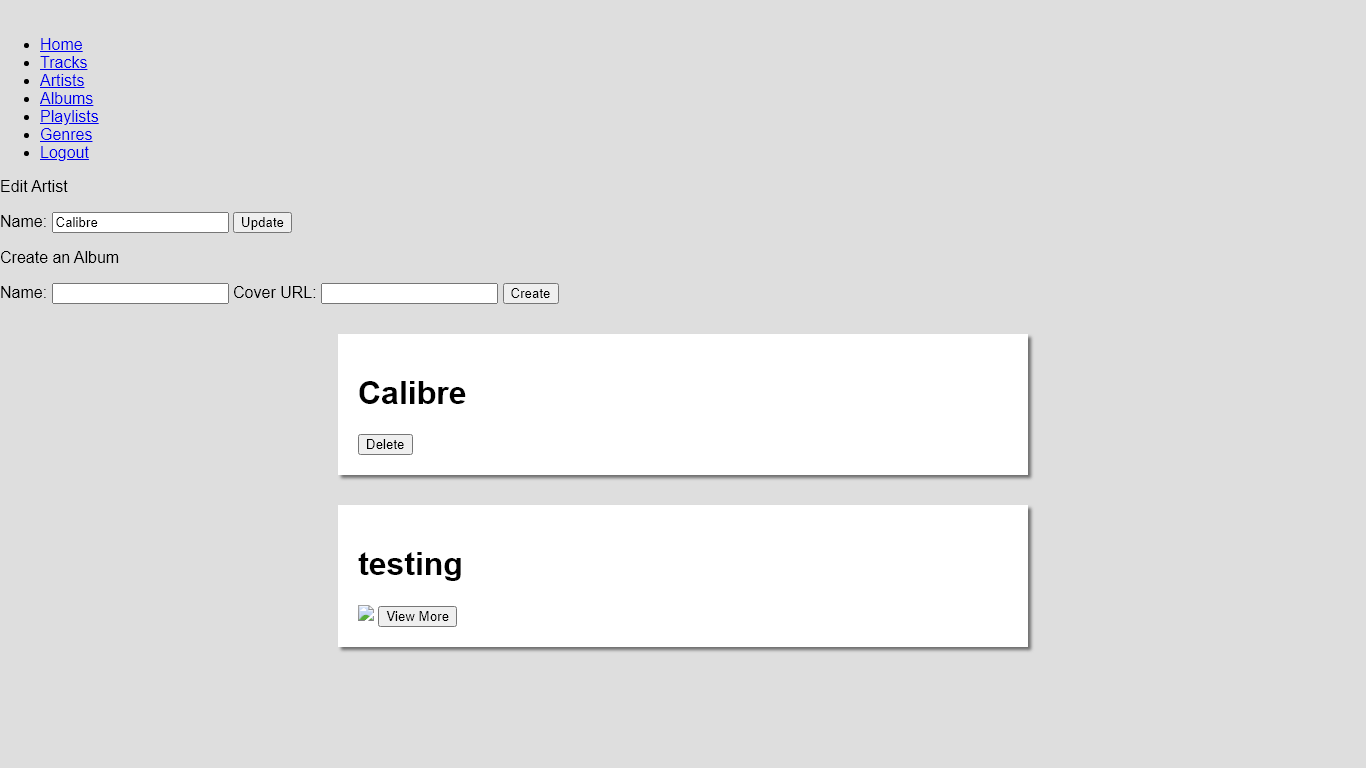 Home
Tracks
Artists
Albums
Playlists
Genres
Logout
Edit Artist
Name: Calibre Update
Create an Album
Name: Cover URL: Create
Calibre
Delete
testing
View More